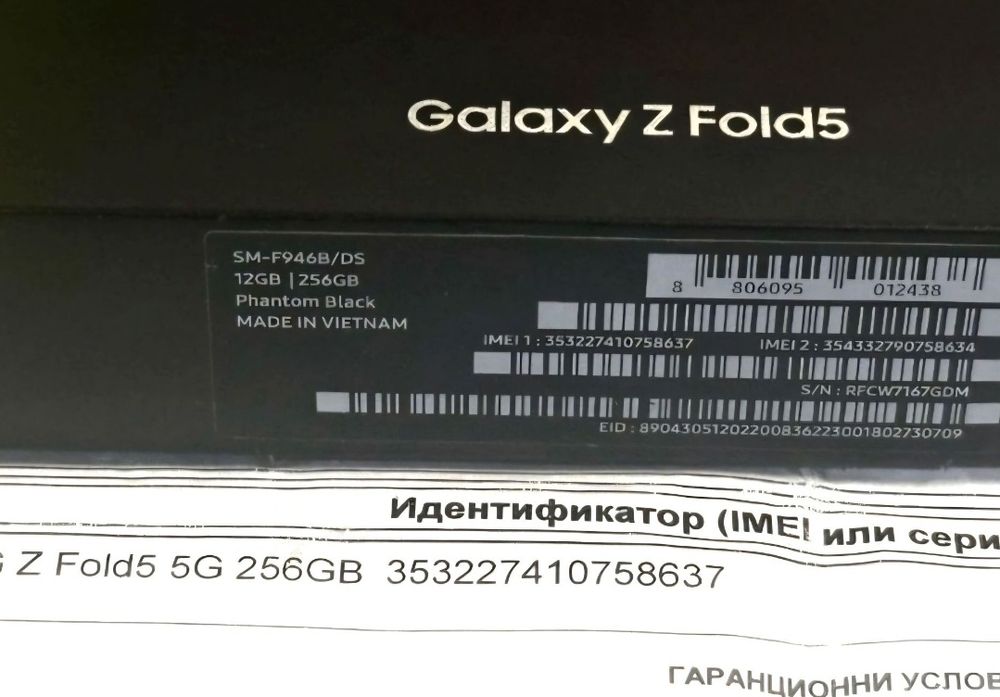 Galaxy Z Fold5
SM-F946B/DS
12GB | 256GB
Phantom Black
MADE IN VIETNAM
8 806095 012438
IMEI 1 : 353227410758637 IMEI 2 : 354332790758634
S/N : RFCW7167GDM
EID : 89043051202200836223001802730709
Идентификатор (IMEI или сери
G Z Fold5 5G 256GB 353227410758637
ГАРАНЦИОННИ УСЛОВ